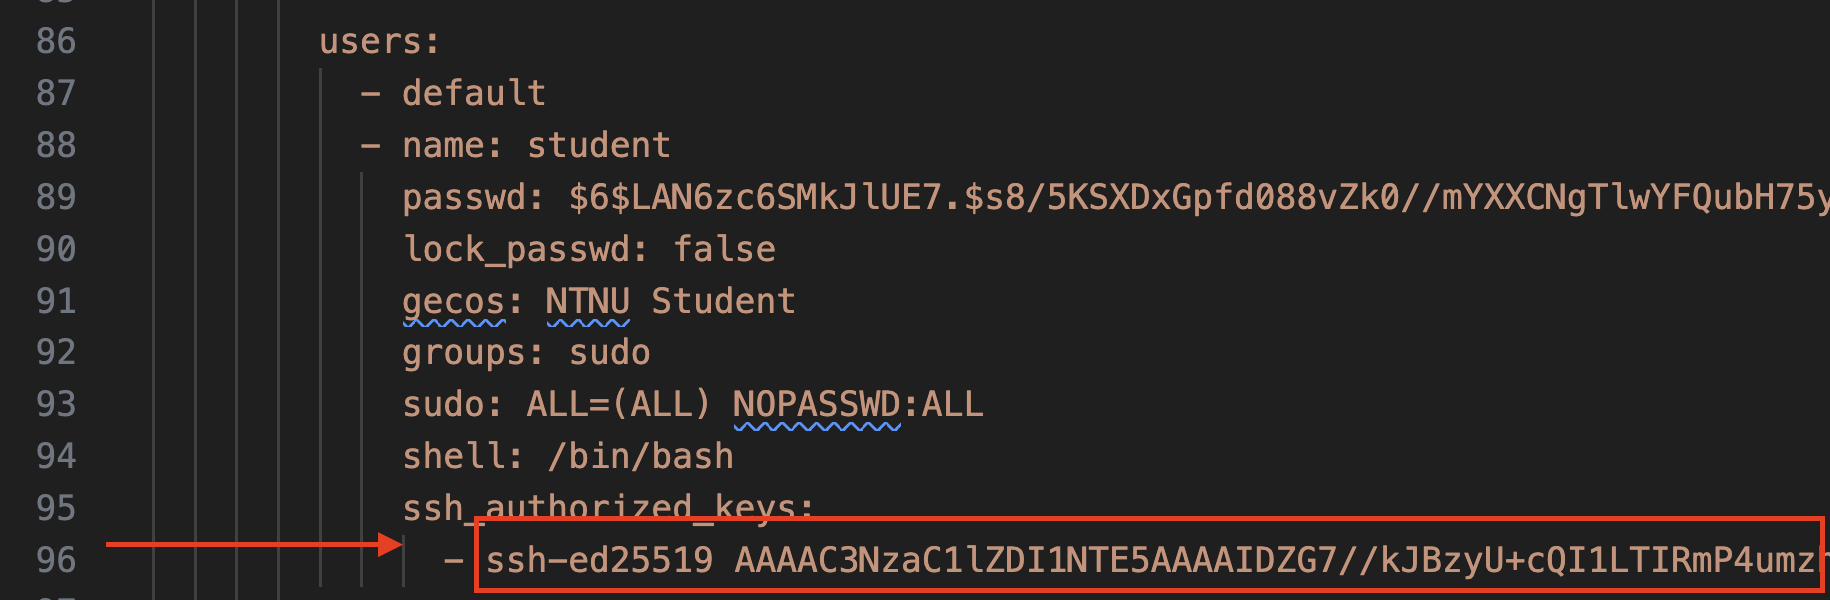 86 users:
87 - default
88 - name: student
89 passwd: $6$LAN6zc6SMkJlUE7.$s8/5KSXDxGpfd088vZk0//mYXXCNgTlwYFQubH75y
90 lock_passwd: false
91 gecos: NTNU Student
92 groups: sudo
93 sudo: ALL=(ALL) NOPASSWD:ALL
94 shell: /bin/bash
95 ssh_authorized_keys:
96 - ssh-ed25519 AAAAC3NzaC1lZDI1NTE5AAAAIDZG7//kJBzyU+cQI1LTIRmP4umz